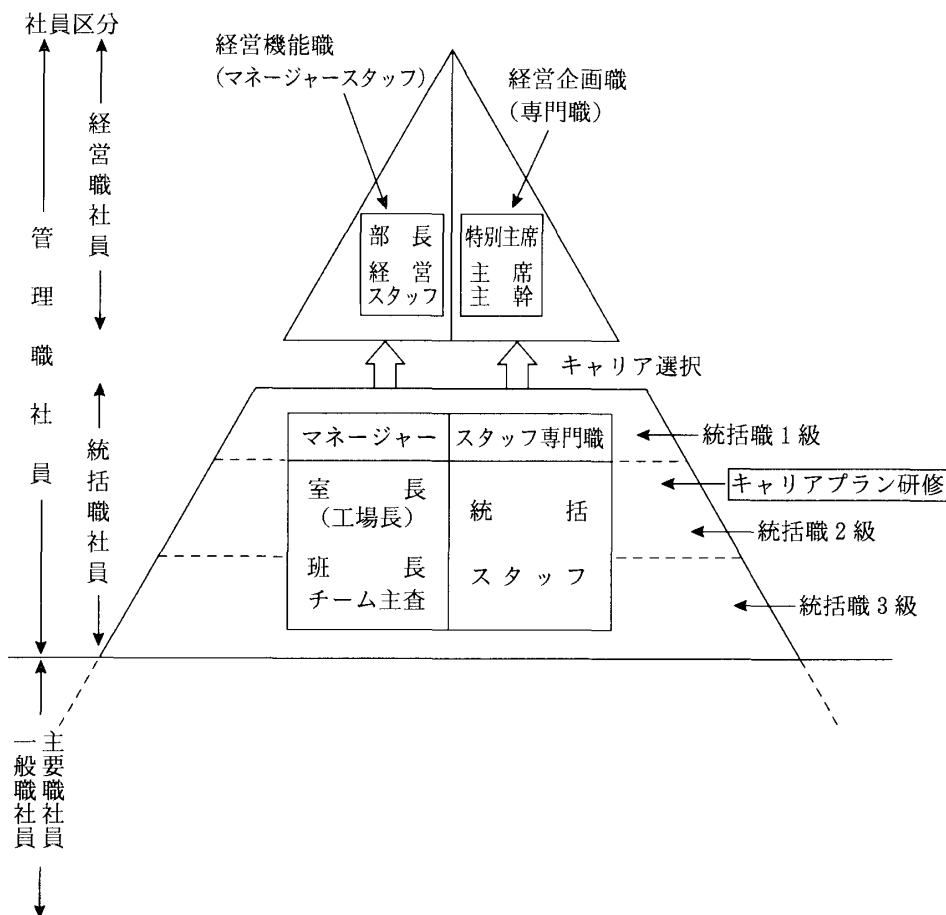 社員区分
経営機能職
(マネージャースタッフ)
経営企画職
(専門職)
経営職社員
管理職社員
部長
経営
スタッフ
特別主席
主席
主幹
キャリア選択
統括職社員
マネージャー
スタッフ専門職
統括職1級
キャリアプラン研修
室長
(工場長)
統括
統括職2級
班長
チーム主査
スタッフ
統括職3級
主要職社員
一般職社員